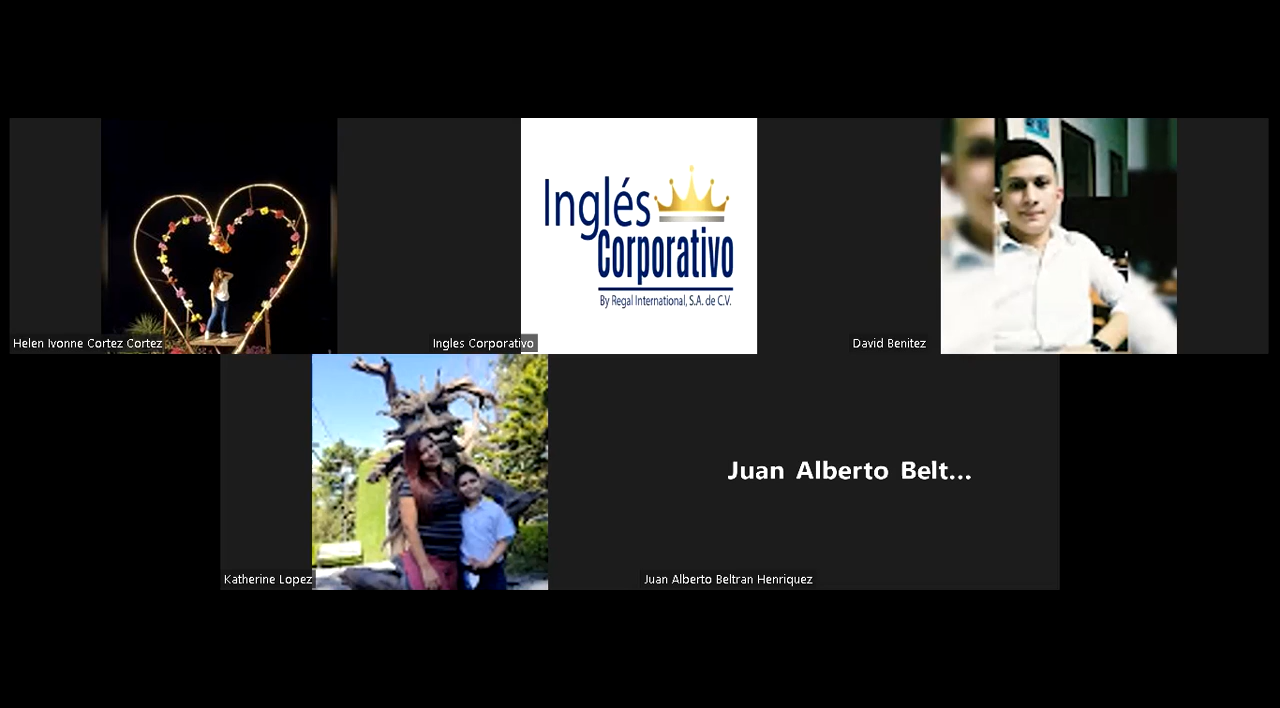 Inglés
Corporativo
By Regal International, S.A. de C.V.
Helen Ivonne Cortez Cortez
Ingles Corporativo
David Benitez
Juan Alberto Belt...
Katherine Lopez
Juan Alberto Beltran Henriquez